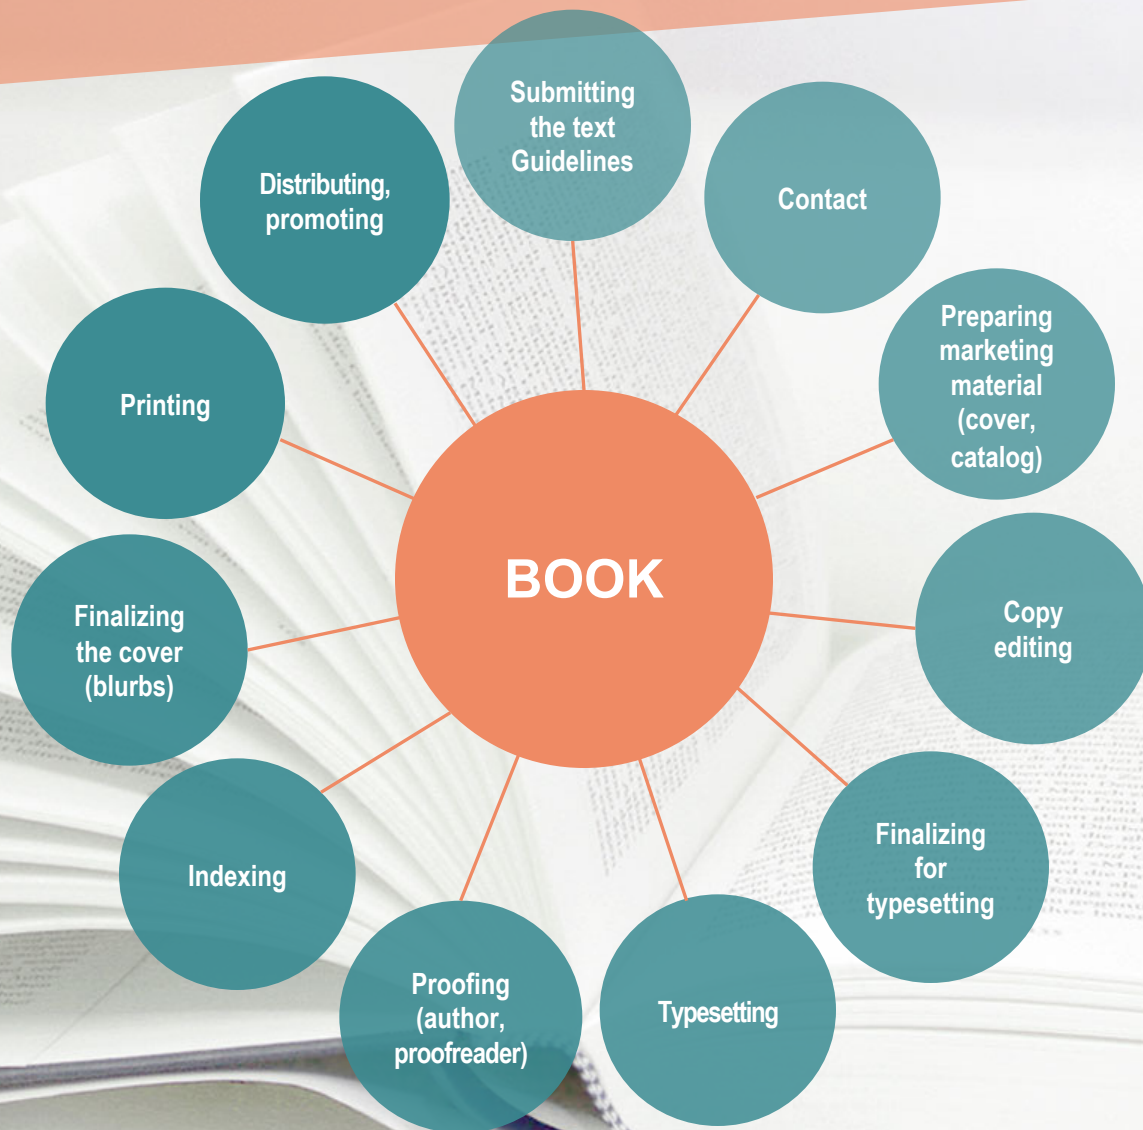 Submitting
the text
Guidelines
Contact
Preparing
marketing
material
(cover,
catalog)
Copy
editing
Finalizing
for
typesetting
Typesetting
Proofing
(author,
proofreader)
Indexing
Finalizing
the cover
(blurbs)
Printing
Distributing,
promoting
BOOK